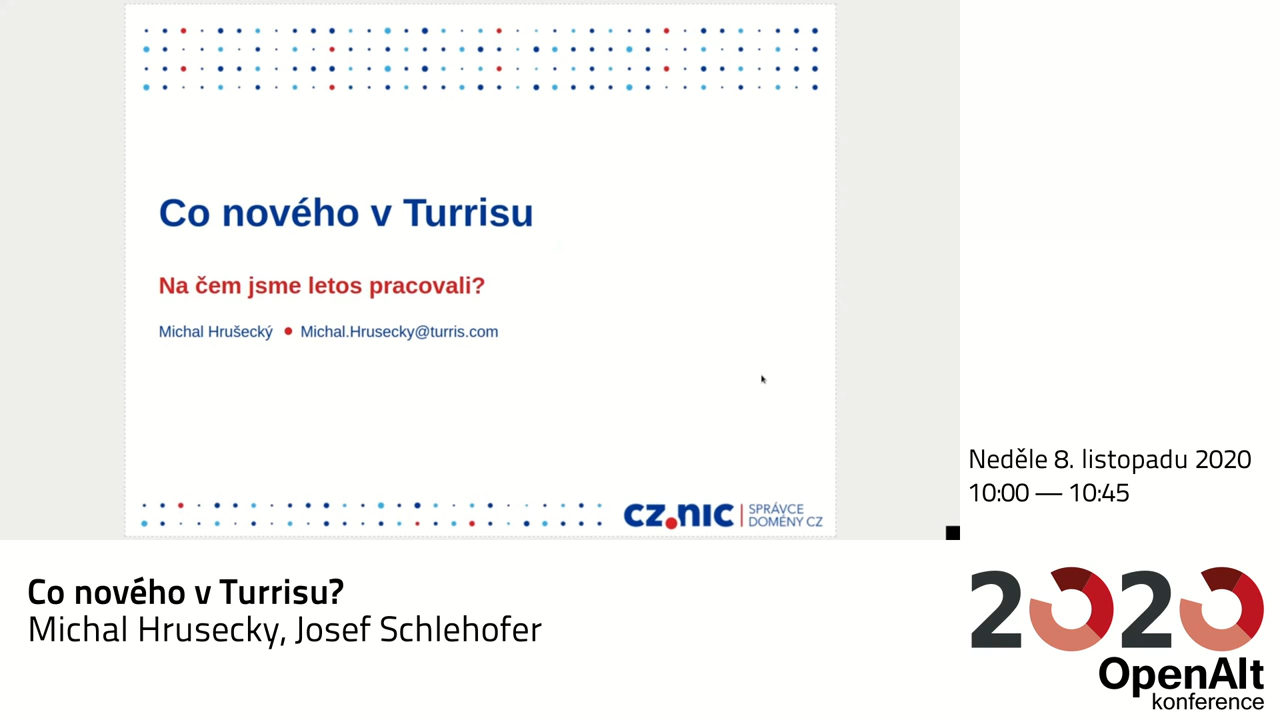 Co nového v Turrisu
Na čem jsme letos pracovali?
Michal Hrušecký • Michal.Hrusecky@turris.com
CZ.NIC | SPRÁVCE
DOMÉNY CZ
Neděle 8. listopadu 2020
10:00 — 10:45
Co nového v Turrisu?
Michal Hrusecky, Josef Schlehofer
2020
OpenAlt
konference